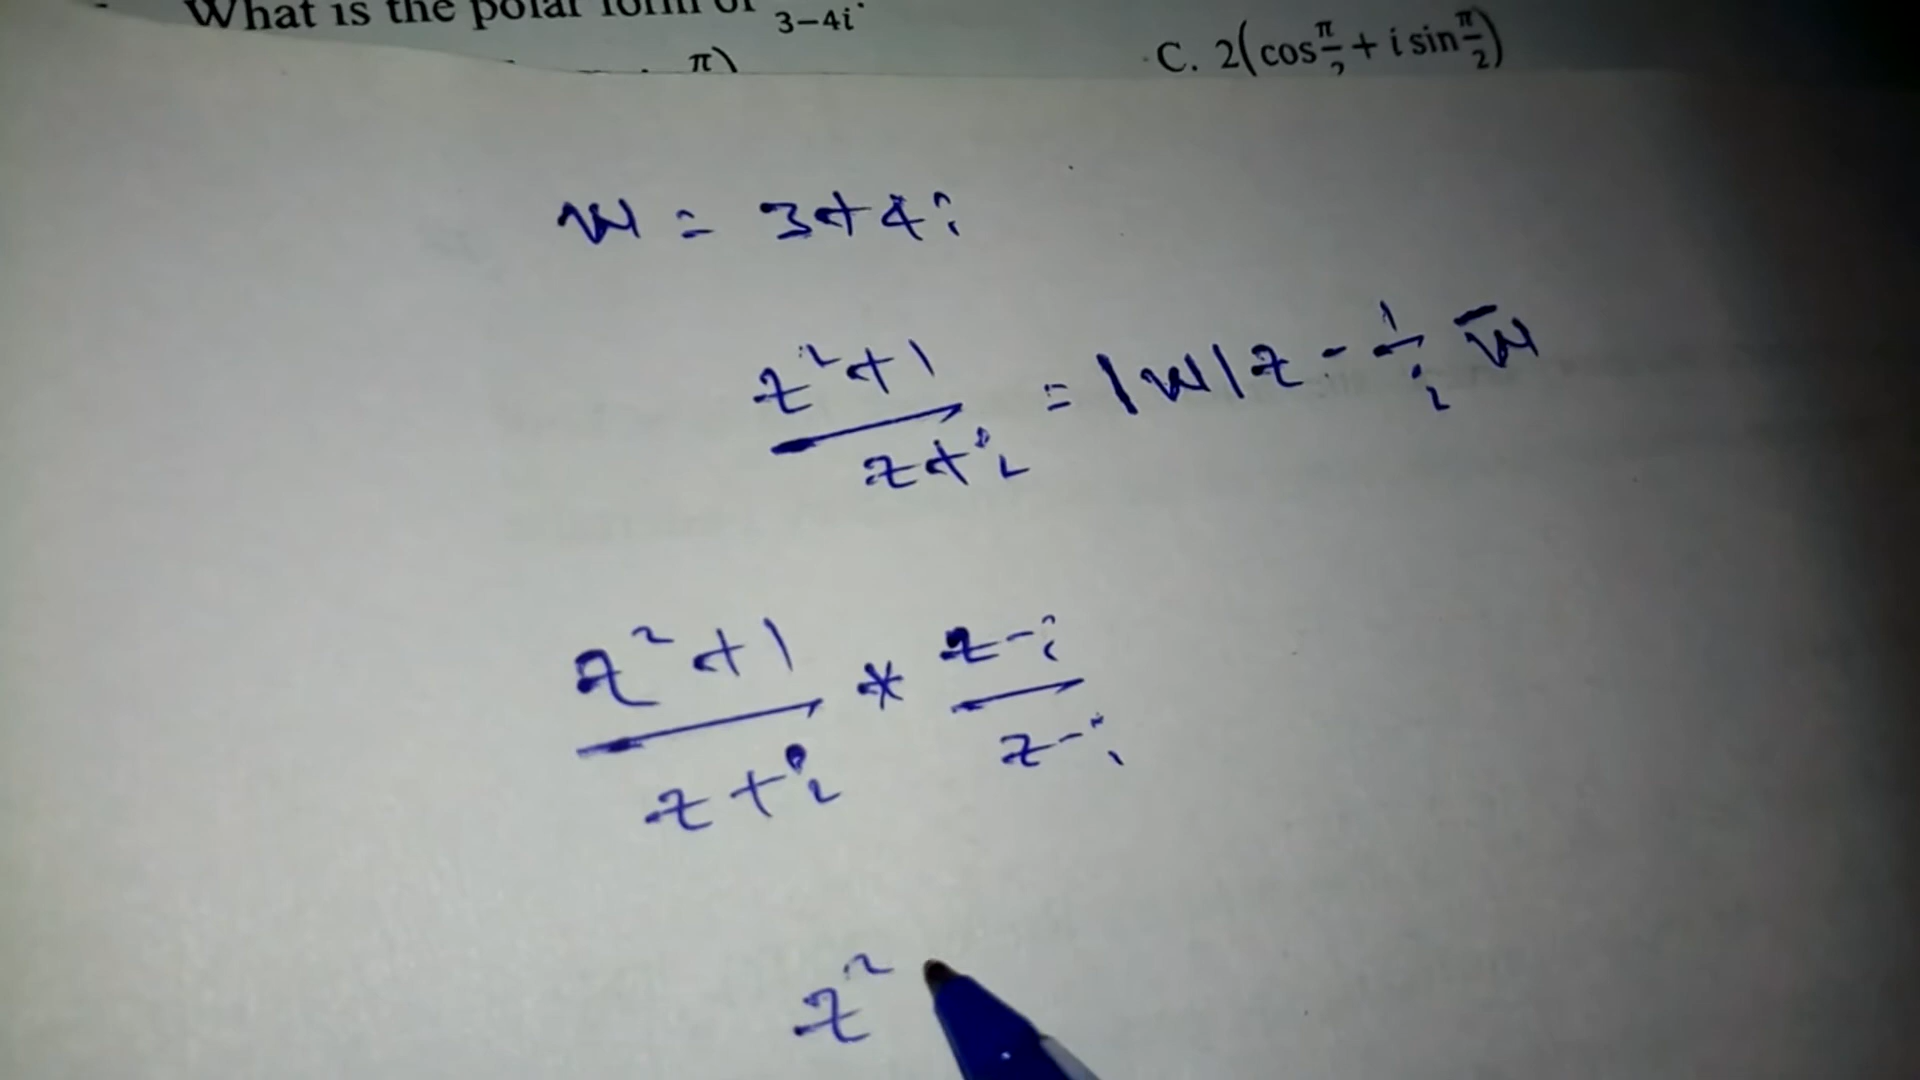 What is the polar form of 3−4i.
π)
C. 2(cos π/2 + i sin π/2)
w = 3+4i
(z²+1)/(z+i) = |w|z - 1/i w̄
(z²+1)/(z+i) * (z-i)/(z-i)
z²